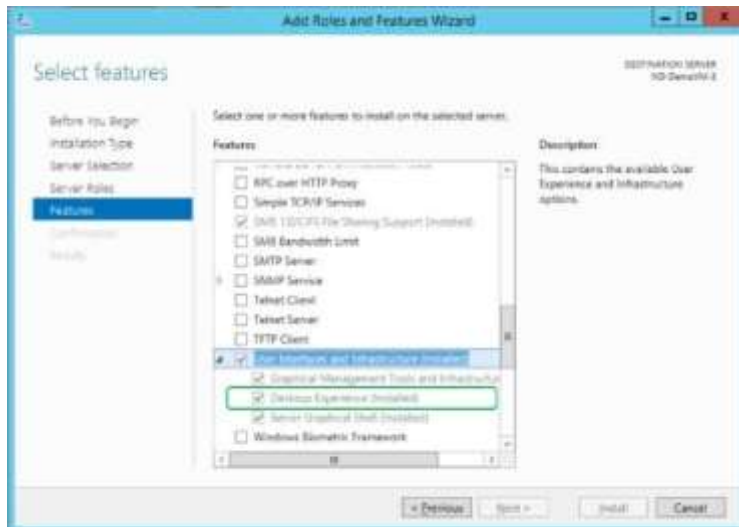 Add Roles and Features Wizard
Select features
DESTINATION SERVER
Before You Begin
Installation Type
Server Selection
Server Roles
Features
Confirmation
Results
Select one or more features to install on the selected server.
Features
RPC over HTTP Proxy
Simple TCP/IP Services
SMB 1.0/CIFS File Sharing Support (Installed)
SMB Bandwidth Limit
SMTP Server
SNMP Service
Telnet Client
Telnet Server
TFTP Client
User Interfaces and Infrastructure (Installed)
Graphical Management Tools and Infrastructur
Desktop Experience (Installed)
Server Graphical Shell (Installed)
Windows Biometric Framework
Description
This contains the available User
Experience and Infrastructure
options.
< Previous
Next >
Install
Cancel